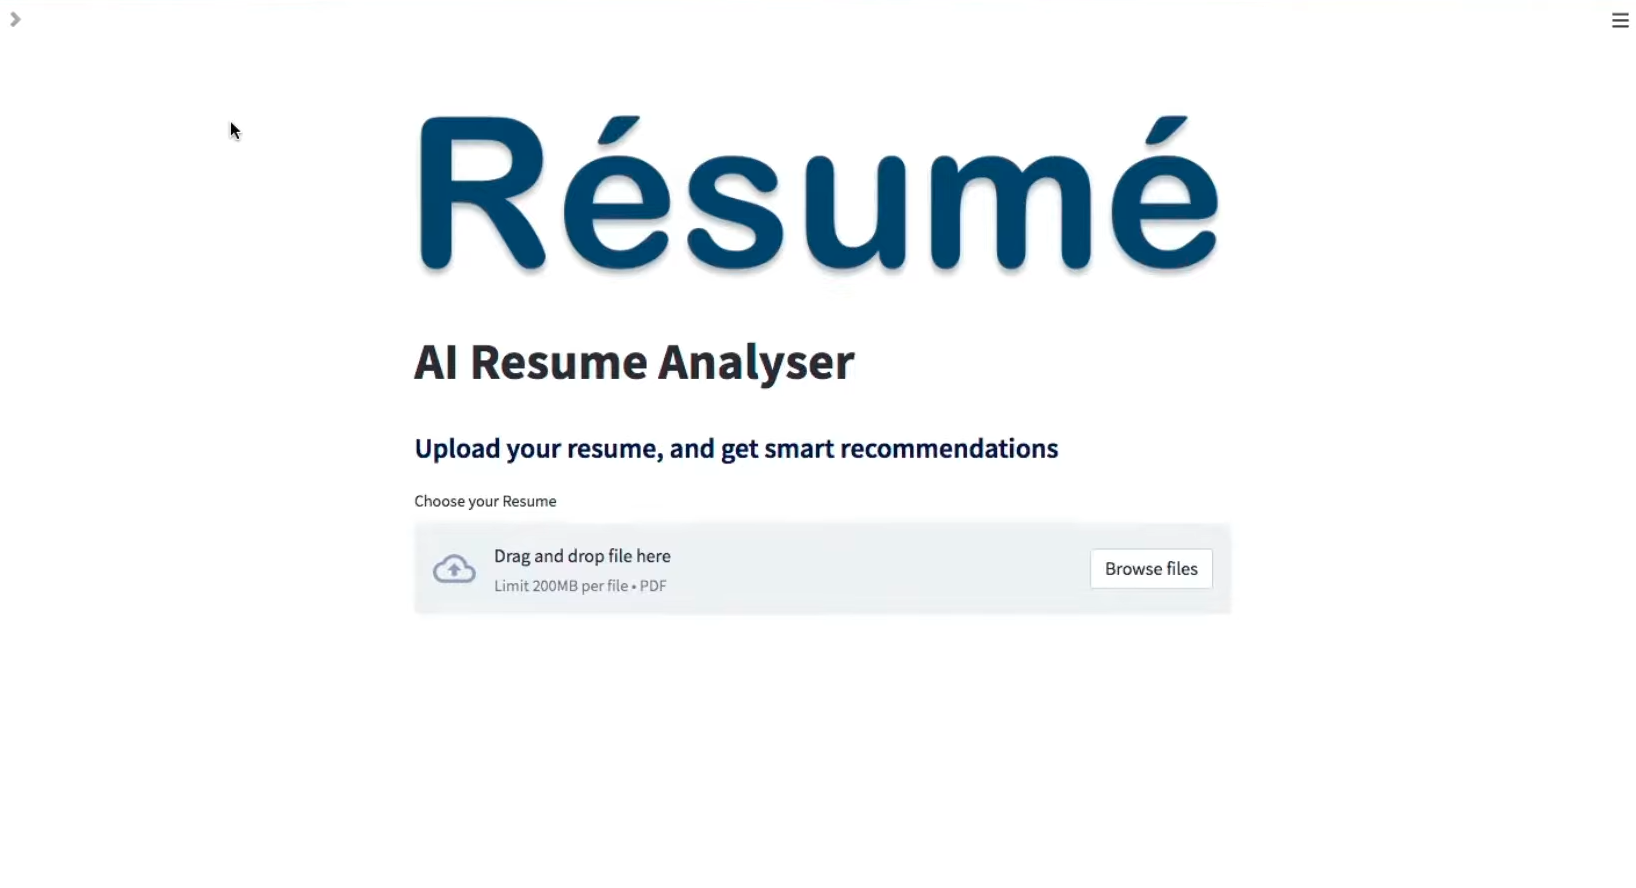 Résumé
AI Resume Analyser
Upload your resume, and get smart recommendations
Choose your Resume
Drag and drop file here
Limit 200MB per file • PDF
Browse files